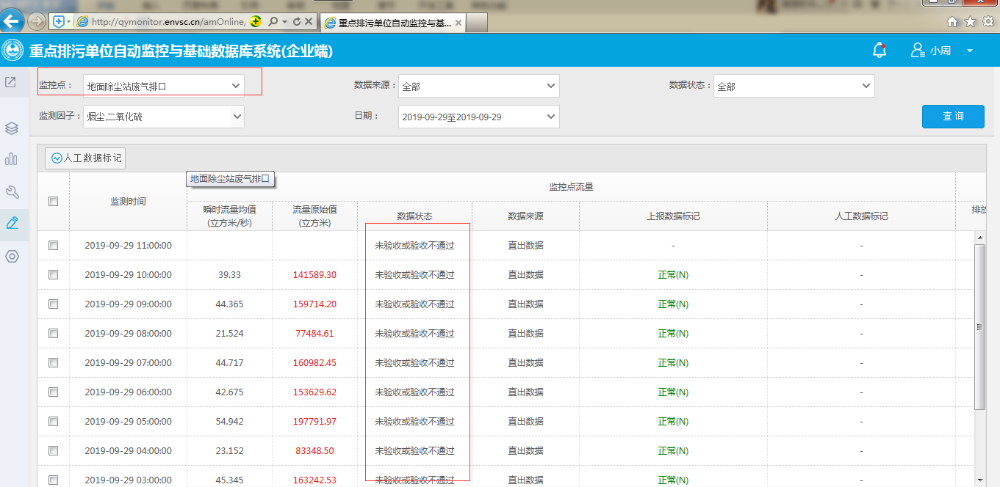 http://qymonitor.envsc.cn/amOnline,
重点排污单位自动监控与基...
重点排污单位自动监控与基础数据库系统(企业端)
小周
监控点： 地面除尘站废气排口 数据来源： 全部 数据状态： 全部
监测因子： 烟尘,二氧化硫 日期： 2019-09-29至2019-09-29 查 询
人工数据标记
地面除尘站废气排口
监测时间 监控点流量
瞬时流量均值(立方米/秒) 流量原始值(立方米) 数据状态 数据来源 上报数据标记 人工数据标记 排放
2019-09-29 11:00:00 未验收或验收不通过 直出数据 - -
2019-09-29 10:00:00 39.33 141589.30 未验收或验收不通过 直出数据 正常(N) -
2019-09-29 09:00:00 44.365 159714.20 未验收或验收不通过 直出数据 正常(N) -
2019-09-29 08:00:00 21.524 77484.61 未验收或验收不通过 直出数据 正常(N) -
2019-09-29 07:00:00 44.717 160982.45 未验收或验收不通过 直出数据 正常(N) -
2019-09-29 06:00:00 42.675 153629.62 未验收或验收不通过 直出数据 正常(N) -
2019-09-29 05:00:00 54.942 197791.97 未验收或验收不通过 直出数据 正常(N) -
2019-09-29 04:00:00 23.152 83348.50 未验收或验收不通过 直出数据 正常(N) -
2019-09-29 03:00:00 45.345 163242.53 未验收或验收不通过 直出数据 正常(N) -